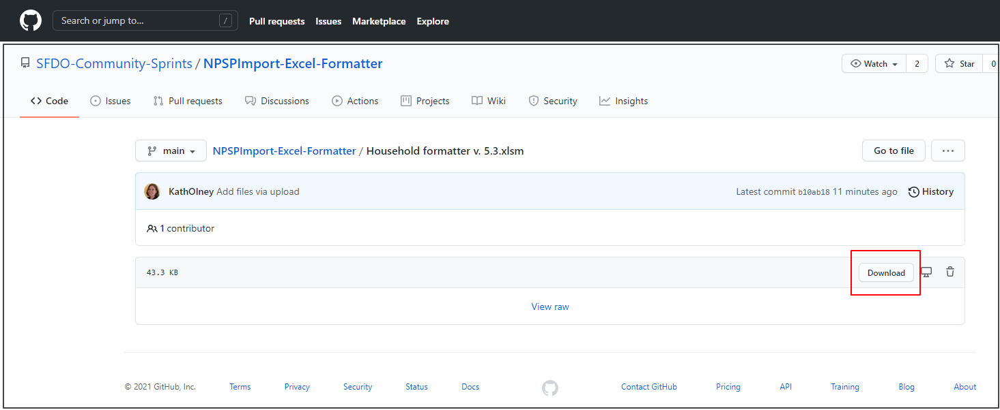 Search or jump to... / Pull requests Issues Marketplace Explore
SFDO-Community-Sprints / NPSPImport-Excel-Formatter Watch 2 Star 0
Code Issues Pull requests Discussions Actions Projects Wiki Security Insights
main NPSPImport-Excel-Formatter / Household formatter v. 5.3.xlsm Go to file ...
KathOlney Add files via upload Latest commit b10ab18 11 minutes ago History
1 contributor
43.3 KB Download
View raw
© 2021 GitHub, Inc. Terms Privacy Security Status Docs Contact GitHub Pricing API Training Blog About